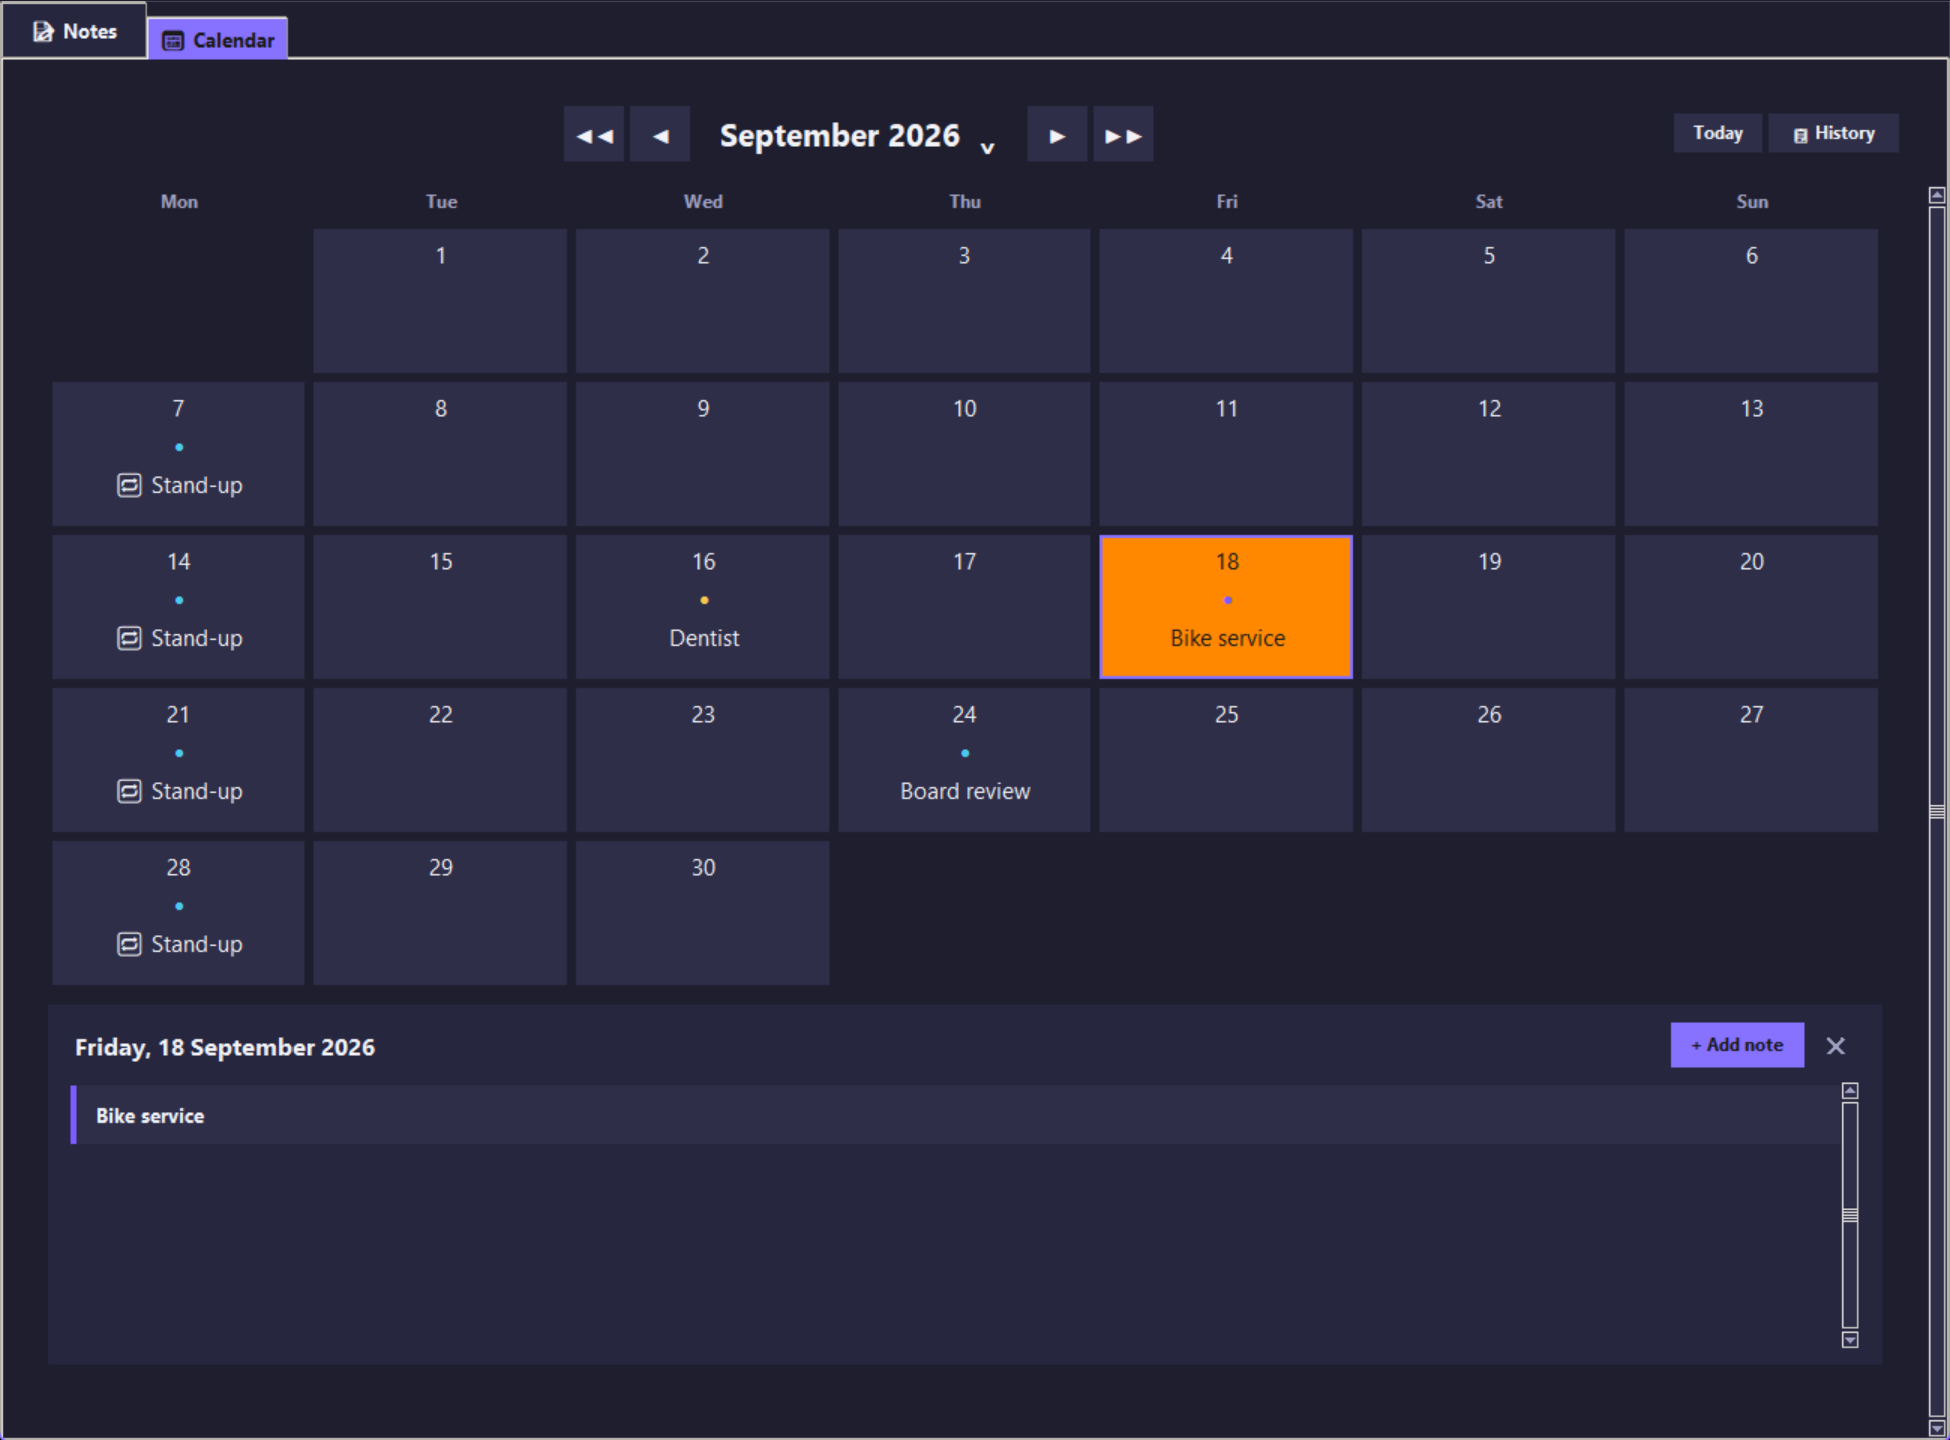 Notes
Calendar
◄◄ ◄ September 2026 v ► ►►
Today
History
Mon Tue Wed Thu Fri Sat Sun
1 2 3 4 5 6
7 8 9 10 11 12 13
Stand-up
14 15 16 17 18 19 20
Stand-up Dentist Bike service
21 22 23 24 25 26 27
Stand-up Board review
28 29 30
Stand-up
Friday, 18 September 2026
+ Add note ✕
Bike service